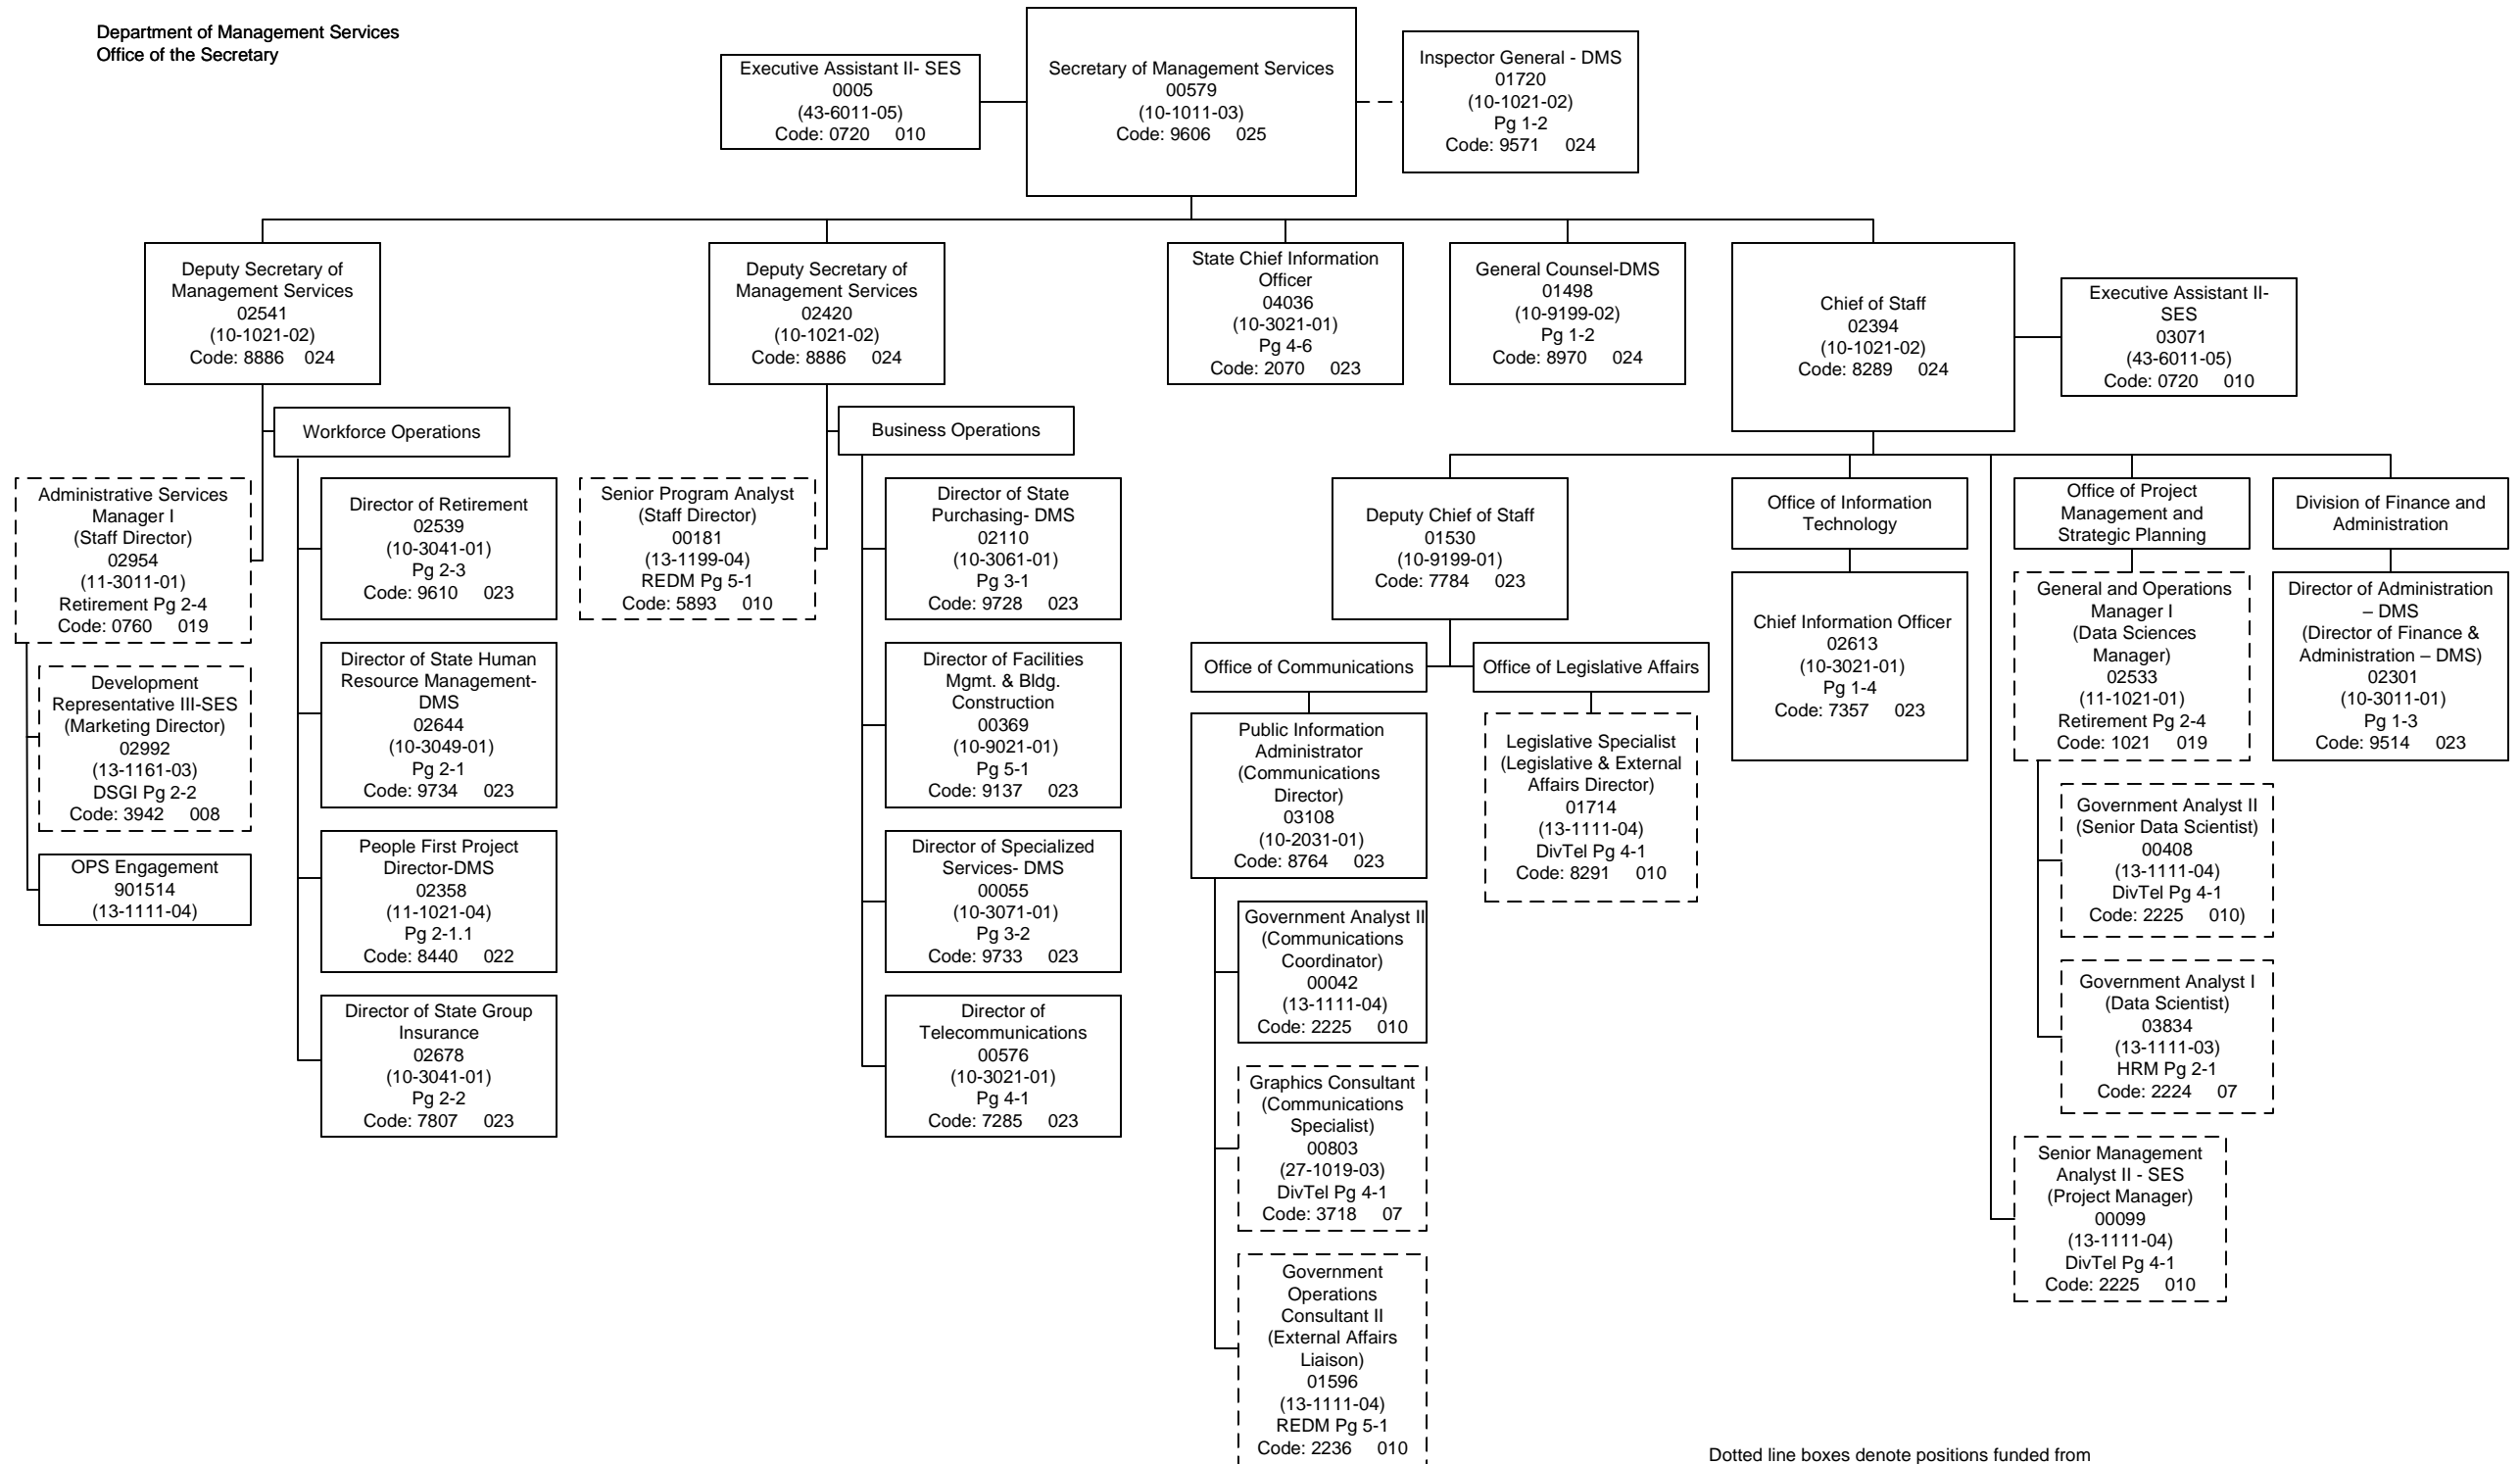 Department of Management Services
Office of the Secretary
Executive Assistant II- SES
0005
(43-6011-05)
Code: 0720 010
Secretary of Management Services
00579
(10-1011-03)
Code: 9606 025
Inspector General - DMS
01720
(10-1021-02)
Pg 1-2
Code: 9571 024
Deputy Secretary of
Management Services
02541
(10-1021-02)
Code: 8886 024
Deputy Secretary of
Management Services
02420
(10-1021-02)
Code: 8886 024
State Chief Information
Officer
04036
(10-3021-01)
Pg 4-6
Code: 2070 023
General Counsel-DMS
01498
(10-9199-02)
Pg 1-2
Code: 8970 024
Chief of Staff
02394
(10-1021-02)
Code: 8289 024
Executive Assistant II-
SES
03071
(43-6011-05)
Code: 0720 010
Workforce Operations
Administrative Services
Manager I
(Staff Director)
02954
(11-3011-01)
Retirement Pg 2-4
Code: 0760 019
Development
Representative III-SES
(Marketing Director)
02992
(13-1161-03)
DSGI Pg 2-2
Code: 3942 008
OPS Engagement
901514
(13-1111-04)
Director of Retirement
02539
(10-3041-01)
Pg 2-3
Code: 9610 023
Director of State Human
Resource Management-
DMS
02644
(10-3049-01)
Pg 2-1
Code: 9734 023
People First Project
Director-DMS
02358
(11-1021-04)
Pg 2-1.1
Code: 8440 022
Director of State Group
Insurance
02678
(10-3041-01)
Pg 2-2
Code: 7807 023
Business Operations
Senior Program Analyst
(Staff Director)
00181
(13-1199-04)
REDM Pg 5-1
Code: 5893 010
Director of State
Purchasing- DMS
02110
(10-3061-01)
Pg 3-1
Code: 9728 023
Director of Facilities
Mgmt. & Bldg.
Construction
00369
(10-9021-01)
Pg 5-1
Code: 9137 023
Director of Specialized
Services- DMS
00055
(10-3071-01)
Pg 3-2
Code: 9733 023
Director of
Telecommunications
00576
(10-3021-01)
Pg 4-1
Code: 7285 023
Deputy Chief of Staff
01530
(10-9199-01)
Code: 7784 023
Office of Communications
Office of Legislative Affairs
Public Information
Administrator
(Communications
Director)
03108
(10-2031-01)
Code: 8764 023
Legislative Specialist
(Legislative & External
Affairs Director)
01714
(13-1111-04)
DivTel Pg 4-1
Code: 8291 010
Government Analyst II
(Communications
Coordinator)
00042
(13-1111-04)
Code: 2225 010
Graphics Consultant
(Communications
Specialist)
00803
(27-1019-03)
DivTel Pg 4-1
Code: 3718 07
Government
Operations
Consultant II
(External Affairs
Liaison)
01596
(13-1111-04)
REDM Pg 5-1
Code: 2236 010
Office of Information
Technology
Chief Information Officer
02613
(10-3021-01)
Pg 1-4
Code: 7357 023
Office of Project
Management and
Strategic Planning
General and Operations
Manager I
(Data Sciences
Manager)
02533
(11-1021-01)
Retirement Pg 2-4
Code: 1021 019
Government Analyst II
(Senior Data Scientist)
00408
(13-1111-04)
DivTel Pg 4-1
Code: 2225 010)
Government Analyst I
(Data Scientist)
03834
(13-1111-03)
HRM Pg 2-1
Code: 2224 07
Senior Management
Analyst II - SES
(Project Manager)
00099
(13-1111-04)
DivTel Pg 4-1
Code: 2225 010
Division of Finance and
Administration
Director of Administration
– DMS
(Director of Finance &
Administration – DMS)
02301
(10-3011-01)
Pg 1-3
Code: 9514 023
Dotted line boxes denote positions funded from